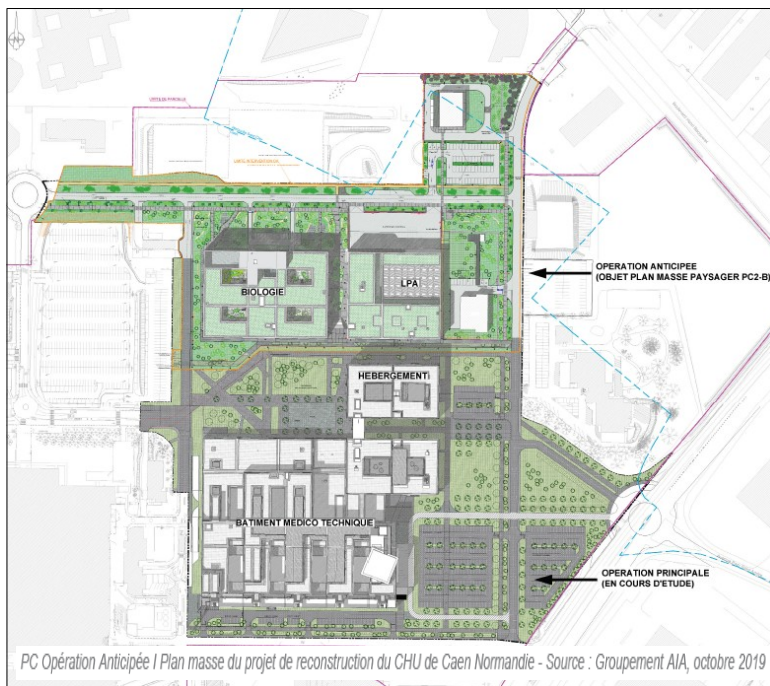 N
OPERATION ANTICIPEE
(OBJET PLAN MASSE PAYSAGER PC2-B)
BIOLOGIE
LPA
HEBERGEMENT
BATIMENT MEDICO TECHNIQUE
OPERATION PRINCIPALE
(EN COURS D'ETUDE)
PC Opération Anticipée I Plan masse du projet de reconstruction du CHU de Caen Normandie - Source : Groupement AIA, octobre 2019